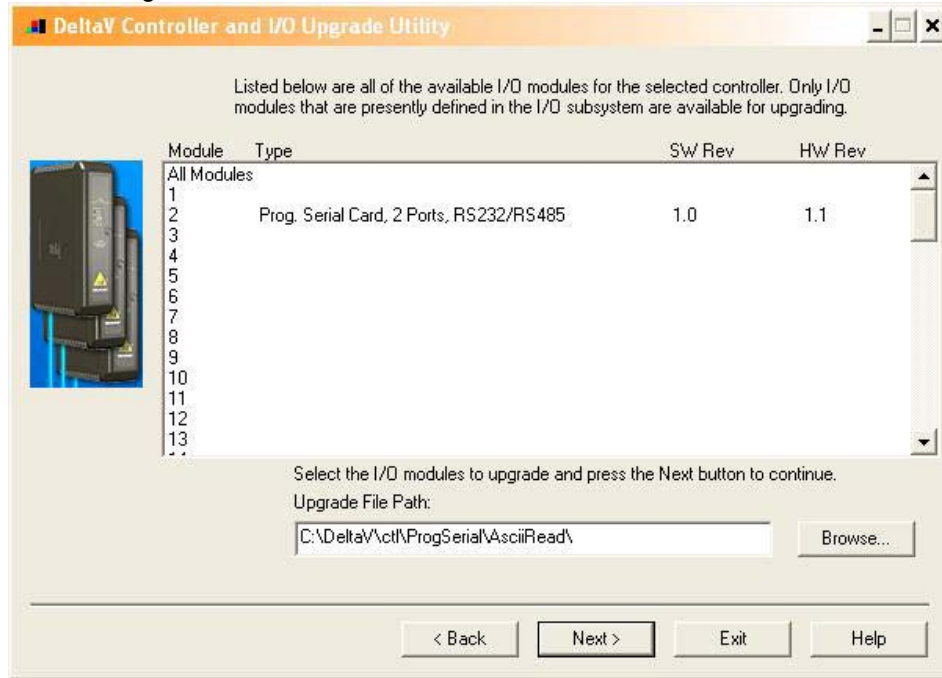 DeltaV Controller and I/O Upgrade Utility
Listed below are all of the available I/O modules for the selected controller. Only I/O
modules that are presently defined in the I/O subsystem are available for upgrading.
Module Type SW Rev HW Rev
All Modules
1
2 Prog. Serial Card, 2 Ports, RS232/RS485 1.0 1.1
3
4
5
6
7
8
9
10
11
12
13
Select the I/O modules to upgrade and press the Next button to continue.
Upgrade File Path:
C:\DeltaV\ctl\ProgSerial\AsciiRead\
Browse...
< Back
Next >
Exit
Help